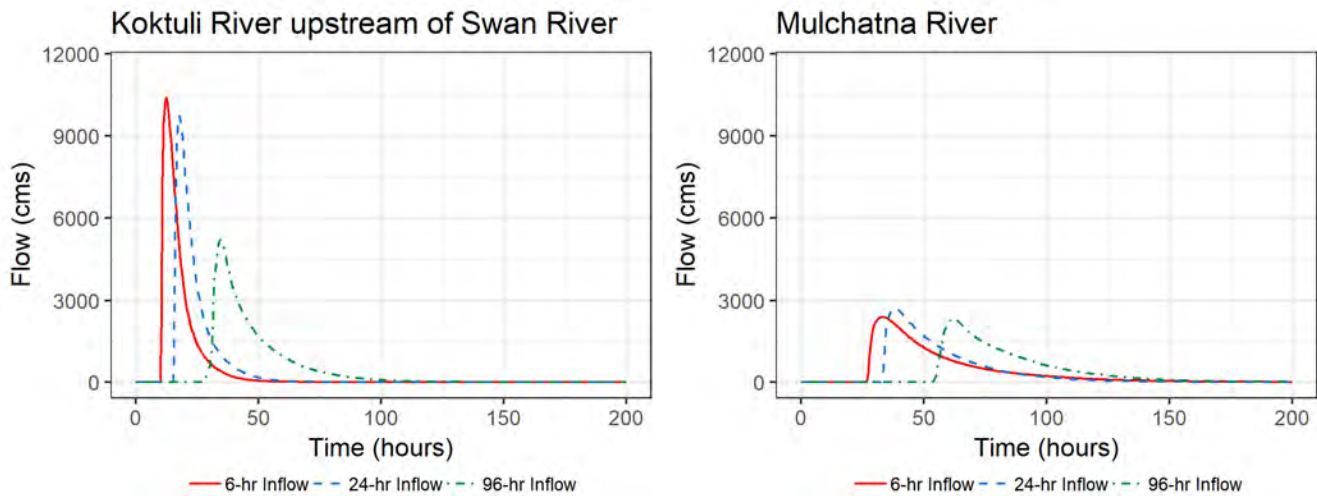 Koktuli River upstream of Swan River
12000
9000
6000
3000
0
Flow (cms)
0 50 100 150 200
Time (hours)
6-hr Inflow 24-hr Inflow 96-hr Inflow
Mulchatna River
12000
9000
6000
3000
0
Flow (cms)
0 50 100 150 200
Time (hours)
6-hr Inflow 24-hr Inflow 96-hr Inflow